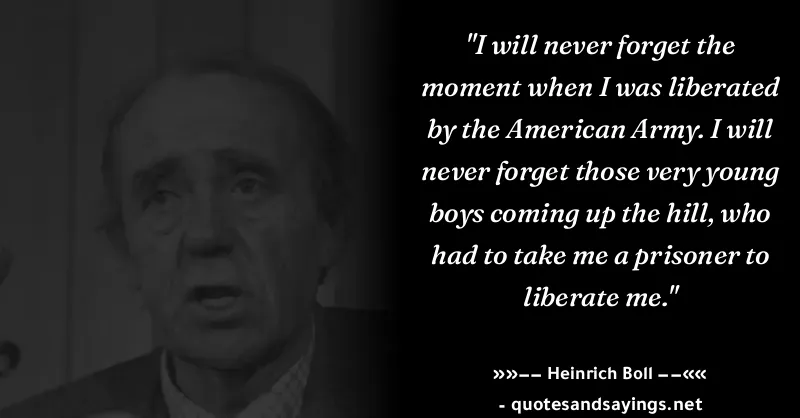 "I will never forget the
moment when I was liberated
by the American Army. I will
never forget those very young
boys coming up the hill, who
had to take me a prisoner to
liberate me."
»»−− Heinrich Boll −−««
- quotesandsayings.net